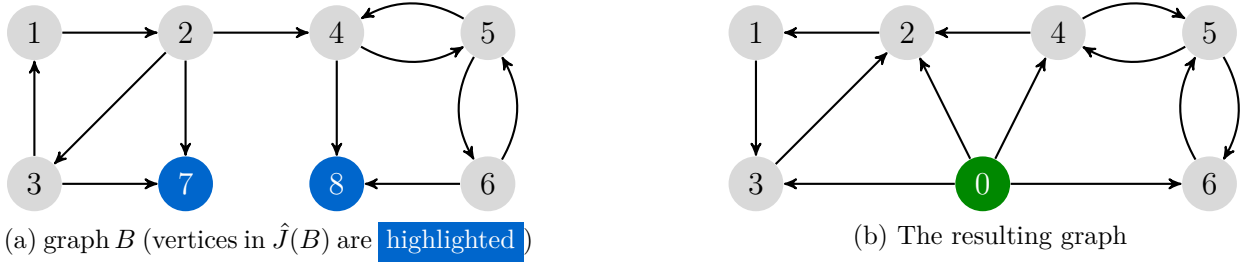 1 2 4 5
3 7 8 6
(a) graph B (vertices in Ĵ(B) are highlighted)
1 2 4 5
3 0 6
(b) The resulting graph